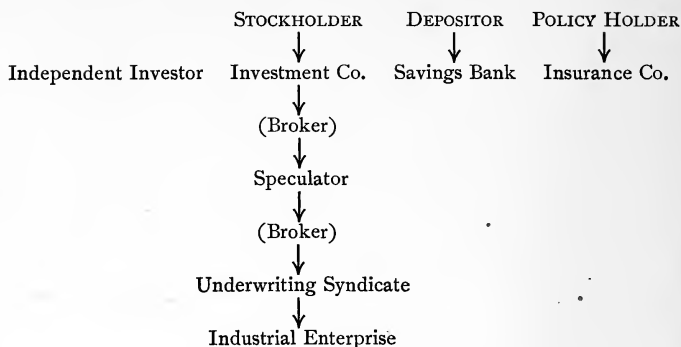 STOCKHOLDER DEPOSITOR POLICY HOLDER
Independent Investor Investment Co. Savings Bank Insurance Co.
(Broker)
Speculator
(Broker)
Underwriting Syndicate
Industrial Enterprise